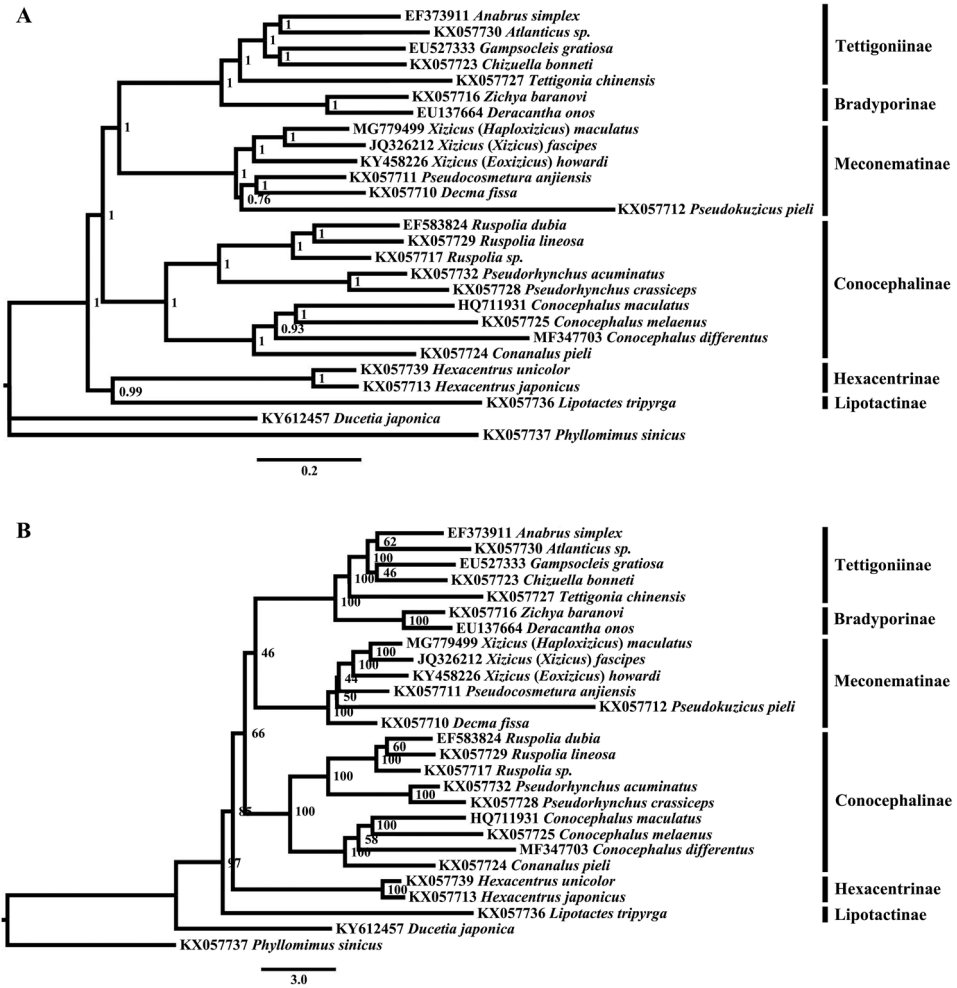 A
EF373911 Anabrus simplex
1
KX057730 Atlanticus sp.
1
EU527333 Gampsocleis gratiosa
1
KX057723 Chizuella bonneti
1
KX057727 Tettigonia chinensis
Tettigoniinae
1
KX057716 Zichya baranovi
1
EU137664 Deracantha onos
Bradyporinae
1
MG779499 Xizicus (Haploxizicus) maculatus
1
JQ326212 Xizicus (Xizicus) fascipes
1
KY458226 Xizicus (Eoxizicus) howardi
1
KX057711 Pseudocosmetura anjiensis
1
KX057710 Decma fissa
0.76
KX057712 Pseudokuzicus pieli
Meconematinae
1
EF583824 Ruspolia dubia
1
KX057729 Ruspolia lineosa
1
KX057717 Ruspolia sp.
1
KX057732 Pseudorhynchus acuminatus
1
KX057728 Pseudorhynchus crassiceps
1
HQ711931 Conocephalus maculatus
1
KX057725 Conocephalus melaenus
0.93
MF347703 Conocephalus differentus
1
KX057724 Conanalus pieli
Conocephalinae
1
KX057739 Hexacentrus unicolor
1
KX057713 Hexacentrus japonicus
Hexacentrinae
0.99
KX057736 Lipotactes tripyrga
Lipotactinae
KY612457 Ducetia japonica
KX057737 Phyllomimus sinicus
0.2
B
EF373911 Anabrus simplex
62
KX057730 Atlanticus sp.
100
EU527333 Gampsocleis gratiosa
46
KX057723 Chizuella bonneti
100
KX057727 Tettigonia chinensis
Tettigoniinae
100
KX057716 Zichya baranovi
100
EU137664 Deracantha onos
Bradyporinae
46
MG779499 Xizicus (Haploxizicus) maculatus
100
JQ326212 Xizicus (Xizicus) fascipes
100
KY458226 Xizicus (Eoxizicus) howardi
44
KX057711 Pseudocosmetura anjiensis
50
KX057712 Pseudokuzicus pieli
100
KX057710 Decma fissa
Meconematinae
66
EF583824 Ruspolia dubia
60
KX057729 Ruspolia lineosa
100
KX057717 Ruspolia sp.
100
KX057732 Pseudorhynchus acuminatus
100
KX057728 Pseudorhynchus crassiceps
100
HQ711931 Conocephalus maculatus
100
KX057725 Conocephalus melaenus
58
MF347703 Conocephalus differentus
100
KX057724 Conanalus pieli
Conocephalinae
85
KX057739 Hexacentrus unicolor
100
KX057713 Hexacentrus japonicus
Hexacentrinae
97
KX057736 Lipotactes tripyrga
Lipotactinae
KY612457 Ducetia japonica
KX057737 Phyllomimus sinicus
3.0